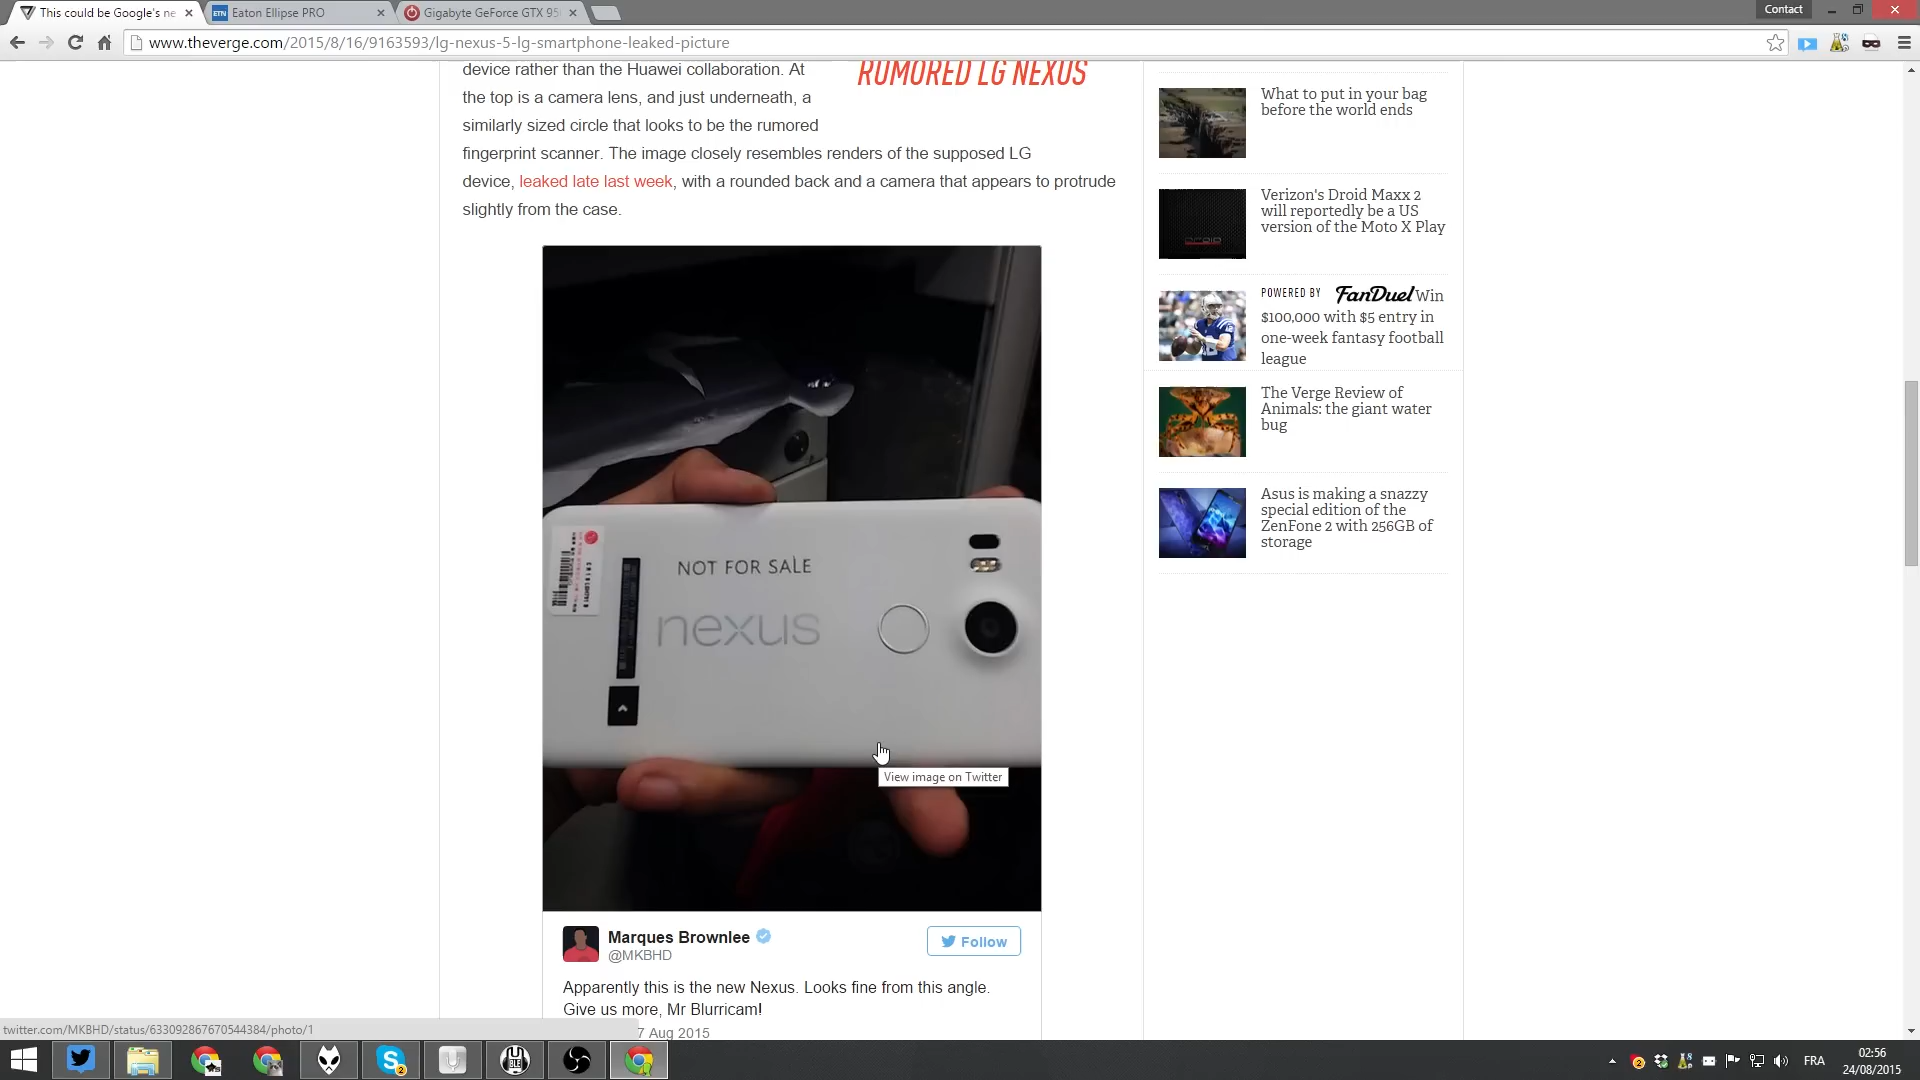 This could be Google's ne
Eaton Ellipse PRO
Gigabyte GeForce GTX 95
Contact
www.theverge.com/2015/8/16/9163593/lg-nexus-5-lg-smartphone-leaked-picture
device rather than the Huawei collaboration. At
the top is a camera lens, and just underneath, a
similarly sized circle that looks to be the rumored
fingerprint scanner. The image closely resembles renders of the supposed LG
device, leaked late last week, with a rounded back and a camera that appears to protrude
slightly from the case.
RUMORED LG NEXUS
NOT FOR SALE
nexus
View image on Twitter
Marques Brownlee
@MKBHD
Follow
Apparently this is the new Nexus. Looks fine from this angle.
Give us more, Mr Blurricam!
7 Aug 2015
What to put in your bag
before the world ends
Verizon's Droid Maxx 2
will reportedly be a US
version of the Moto X Play
POWERED BY FanDuel Win
$100,000 with $5 entry in
one-week fantasy football
league
The Verge Review of
Animals: the giant water
bug
Asus is making a snazzy
special edition of the
ZenFone 2 with 256GB of
storage
twitter.com/MKBHD/status/633092867670544384/photo/1
FRA
02:56
24/08/2015